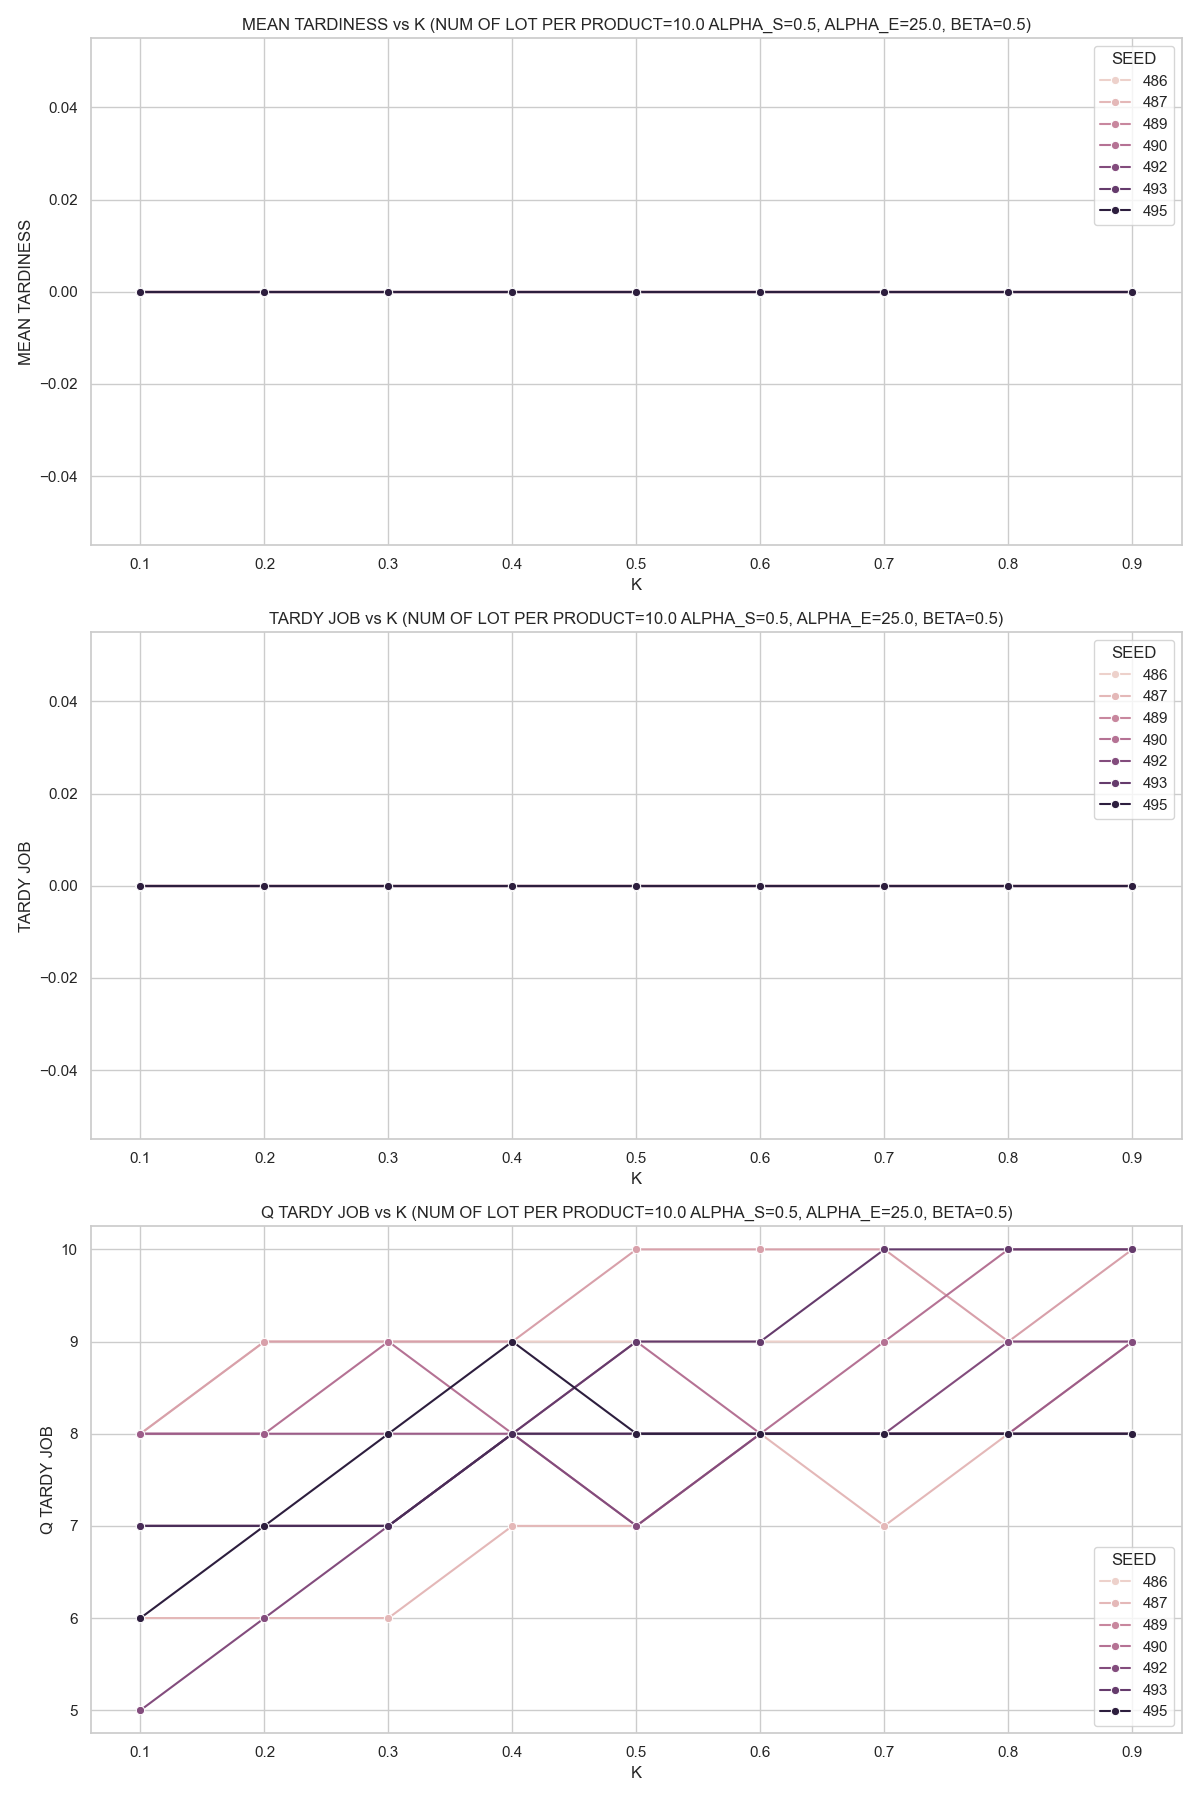 MEAN TARDINESS vs K (NUM OF LOT PER PRODUCT=10.0 ALPHA_S=0.5, ALPHA_E=25.0, BETA=0.5)
SEED
486
487
489
490
492
493
495
0.04
0.02
0.00
−0.02
−0.04
MEAN TARDINESS
0.1 0.2 0.3 0.4 0.5 0.6 0.7 0.8 0.9
K
TARDY JOB vs K (NUM OF LOT PER PRODUCT=10.0 ALPHA_S=0.5, ALPHA_E=25.0, BETA=0.5)
SEED
486
487
489
490
492
493
495
0.04
0.02
0.00
−0.02
−0.04
TARDY JOB
0.1 0.2 0.3 0.4 0.5 0.6 0.7 0.8 0.9
K
Q TARDY JOB vs K (NUM OF LOT PER PRODUCT=10.0 ALPHA_S=0.5, ALPHA_E=25.0, BETA=0.5)
10
9
8
7
6
5
Q TARDY JOB
SEED
486
487
489
490
492
493
495
0.1 0.2 0.3 0.4 0.5 0.6 0.7 0.8 0.9
K